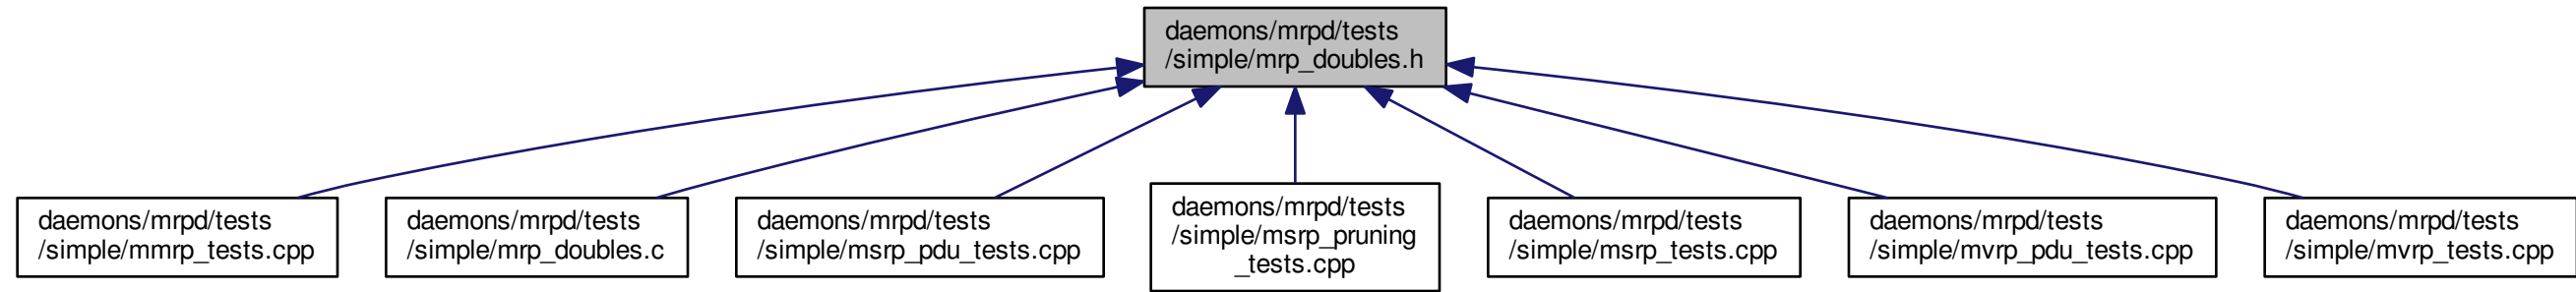 daemons/mrpd/tests
/simple/mrp_doubles.h
daemons/mrpd/tests
/simple/mmrp_tests.cpp
daemons/mrpd/tests
/simple/mrp_doubles.c
daemons/mrpd/tests
/simple/msrp_pdu_tests.cpp
daemons/mrpd/tests
/simple/msrp_pruning
_tests.cpp
daemons/mrpd/tests
/simple/msrp_tests.cpp
daemons/mrpd/tests
/simple/mvrp_pdu_tests.cpp
daemons/mrpd/tests
/simple/mvrp_tests.cpp